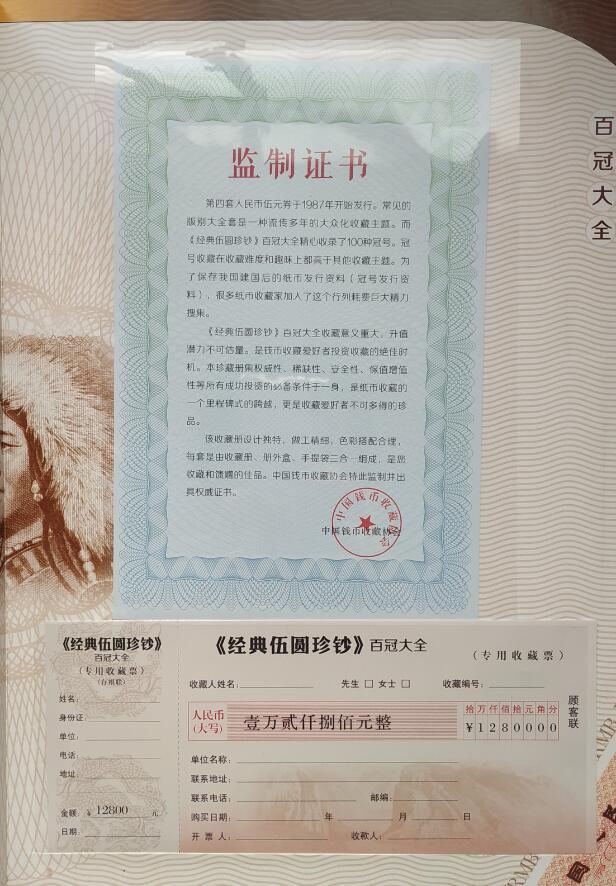 百冠大全
监制证书
第四套人民币伍元券于1987年开始发行。常见的
版别大全套是一种流传多年的大众化收藏主题。而
《经典伍圆珍钞》百冠大全精心收录了100种冠号。冠
号收藏在收藏难度和趣味上都高于其他收藏主题。为
了保存我国建国后的纸币发行资料（冠号发行资
料），很多纸币收藏家加入了这个行列耗费巨大精力
搜集。
《经典伍圆珍钞》百冠大全收藏意义重大，升值
潜力不可估量。是钱币收藏爱好者投资收藏的绝佳时
机。本珍藏册集权威性、稀缺性、安全性、保值增值
性等所有成功投资的必备条件于一身，是纸币收藏的
一个里程碑式的跨越，更是收藏爱好者不可多得的珍
品。
该收藏册设计独特，做工精细，色彩搭配合理，
每套是由收藏册、册外盒、手提袋三合一组成，是您
收藏和馈赠的佳品。中国钱币收藏协会特此监制并出
具权威证书。
中国钱币收藏协会
中国钱币收藏协会
《经典伍圆珍钞》
百冠大全
（专用收藏票）
姓名：
身份证：
单位：
电话：
地址：
金额：¥12800元
日期：
《经典伍圆珍钞》百冠大全
（专用收藏票）
收藏人姓名： 先生 □ 女士 □ 收藏编号：
人民币
(大写)
壹万贰仟捌佰元整
拾万仟佰拾元角分
¥1280000
顾客联
单位名称：
联系地址：
联系电话： 邮编：
购买日期： 年 月 日
开票人： 收款人：